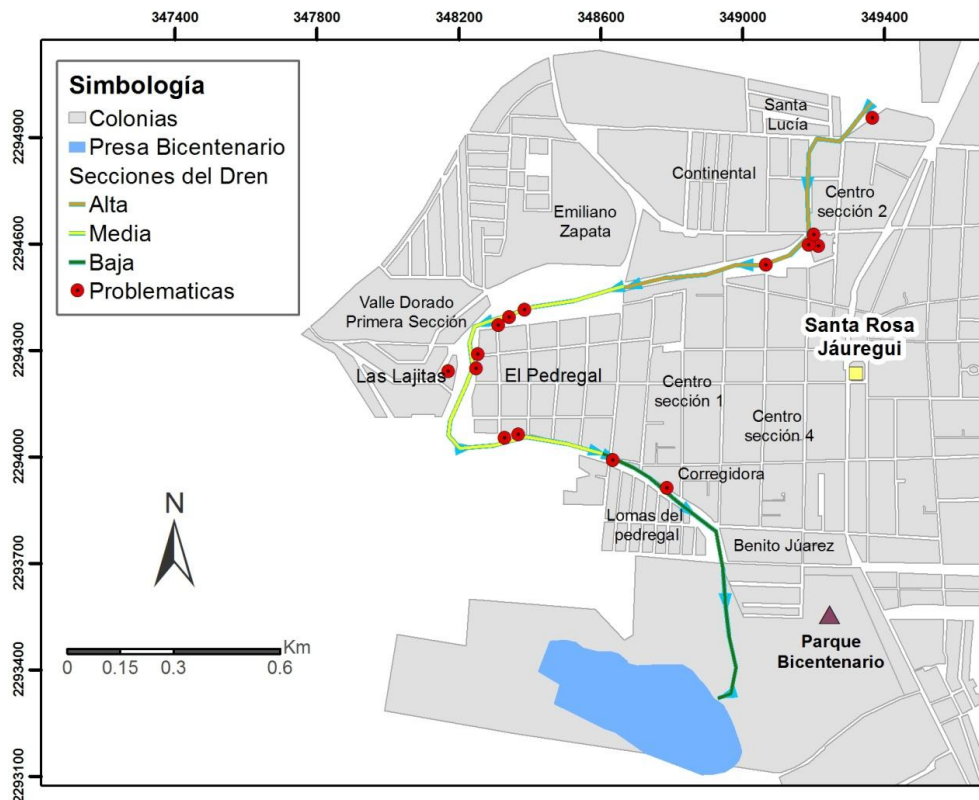 347400 347800 348200 348600 349000 349400
2294900
2294600
2294300
2294000
2293700
2293400
2293100
Simbología
Colonias
Presa Bicentenario
Secciones del Dren
Alta
Media
Baja
Problematicas
Santa
Lucía
Continental
Centro
sección 2
Emiliano
Zapata
Valle Dorado
Primera Sección
Santa Rosa
Jáuregui
Las Lajitas
El Pedregal
Centro
sección 1
Centro
sección 4
Corregidora
Lomas del
pedregal
Benito Júarez
Parque
Bicentenario
N
Km
0 0.15 0.3 0.6